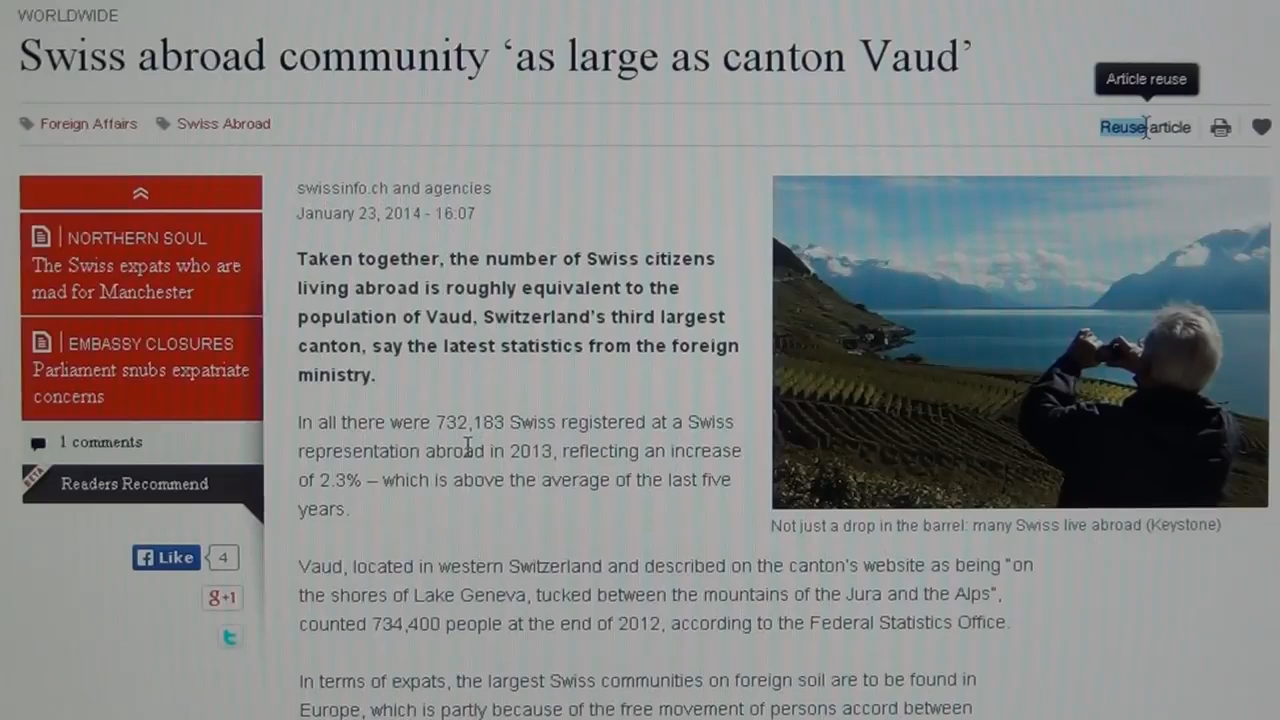 WORLDWIDE
Swiss abroad community ‘as large as canton Vaud’
Article reuse
Foreign Affairs
Swiss Abroad
Reuse article
NORTHERN SOUL
The Swiss expats who are
mad for Manchester
EMBASSY CLOSURES
Parliament snubs expatriate
concerns
1 comments
BETA
Readers Recommend
Like
4
g+1
swissinfo.ch and agencies
January 23, 2014 - 16:07
Taken together, the number of Swiss citizens
living abroad is roughly equivalent to the
population of Vaud, Switzerland's third largest
canton, say the latest statistics from the foreign
ministry.
In all there were 732,183 Swiss registered at a Swiss
representation abroad in 2013, reflecting an increase
of 2.3% – which is above the average of the last five
years.
Not just a drop in the barrel: many Swiss live abroad (Keystone)
Vaud, located in western Switzerland and described on the canton's website as being "on
the shores of Lake Geneva, tucked between the mountains of the Jura and the Alps",
counted 734,400 people at the end of 2012, according to the Federal Statistics Office.
In terms of expats, the largest Swiss communities on foreign soil are to be found in
Europe, which is partly because of the free movement of persons accord between